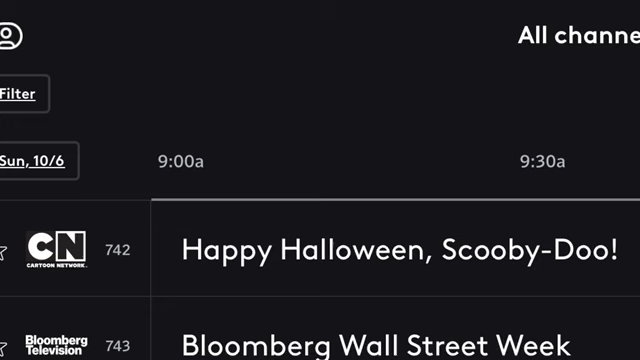 All channe
Filter
Sun, 10/6 9:00a 9:30a
CN CARTOON NETWORK 742 Happy Halloween, Scooby-Doo!
Bloomberg Television 743 Bloomberg Wall Street Week